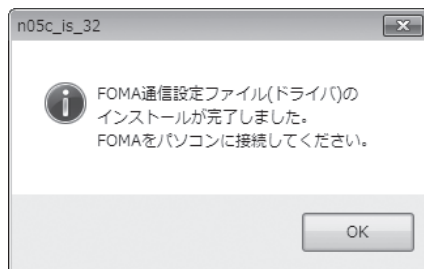 n05c_is_32
FOMA通信設定ファイル(ドライバ)の
インストールが完了しました。
FOMAをパソコンに接続してください。
OK